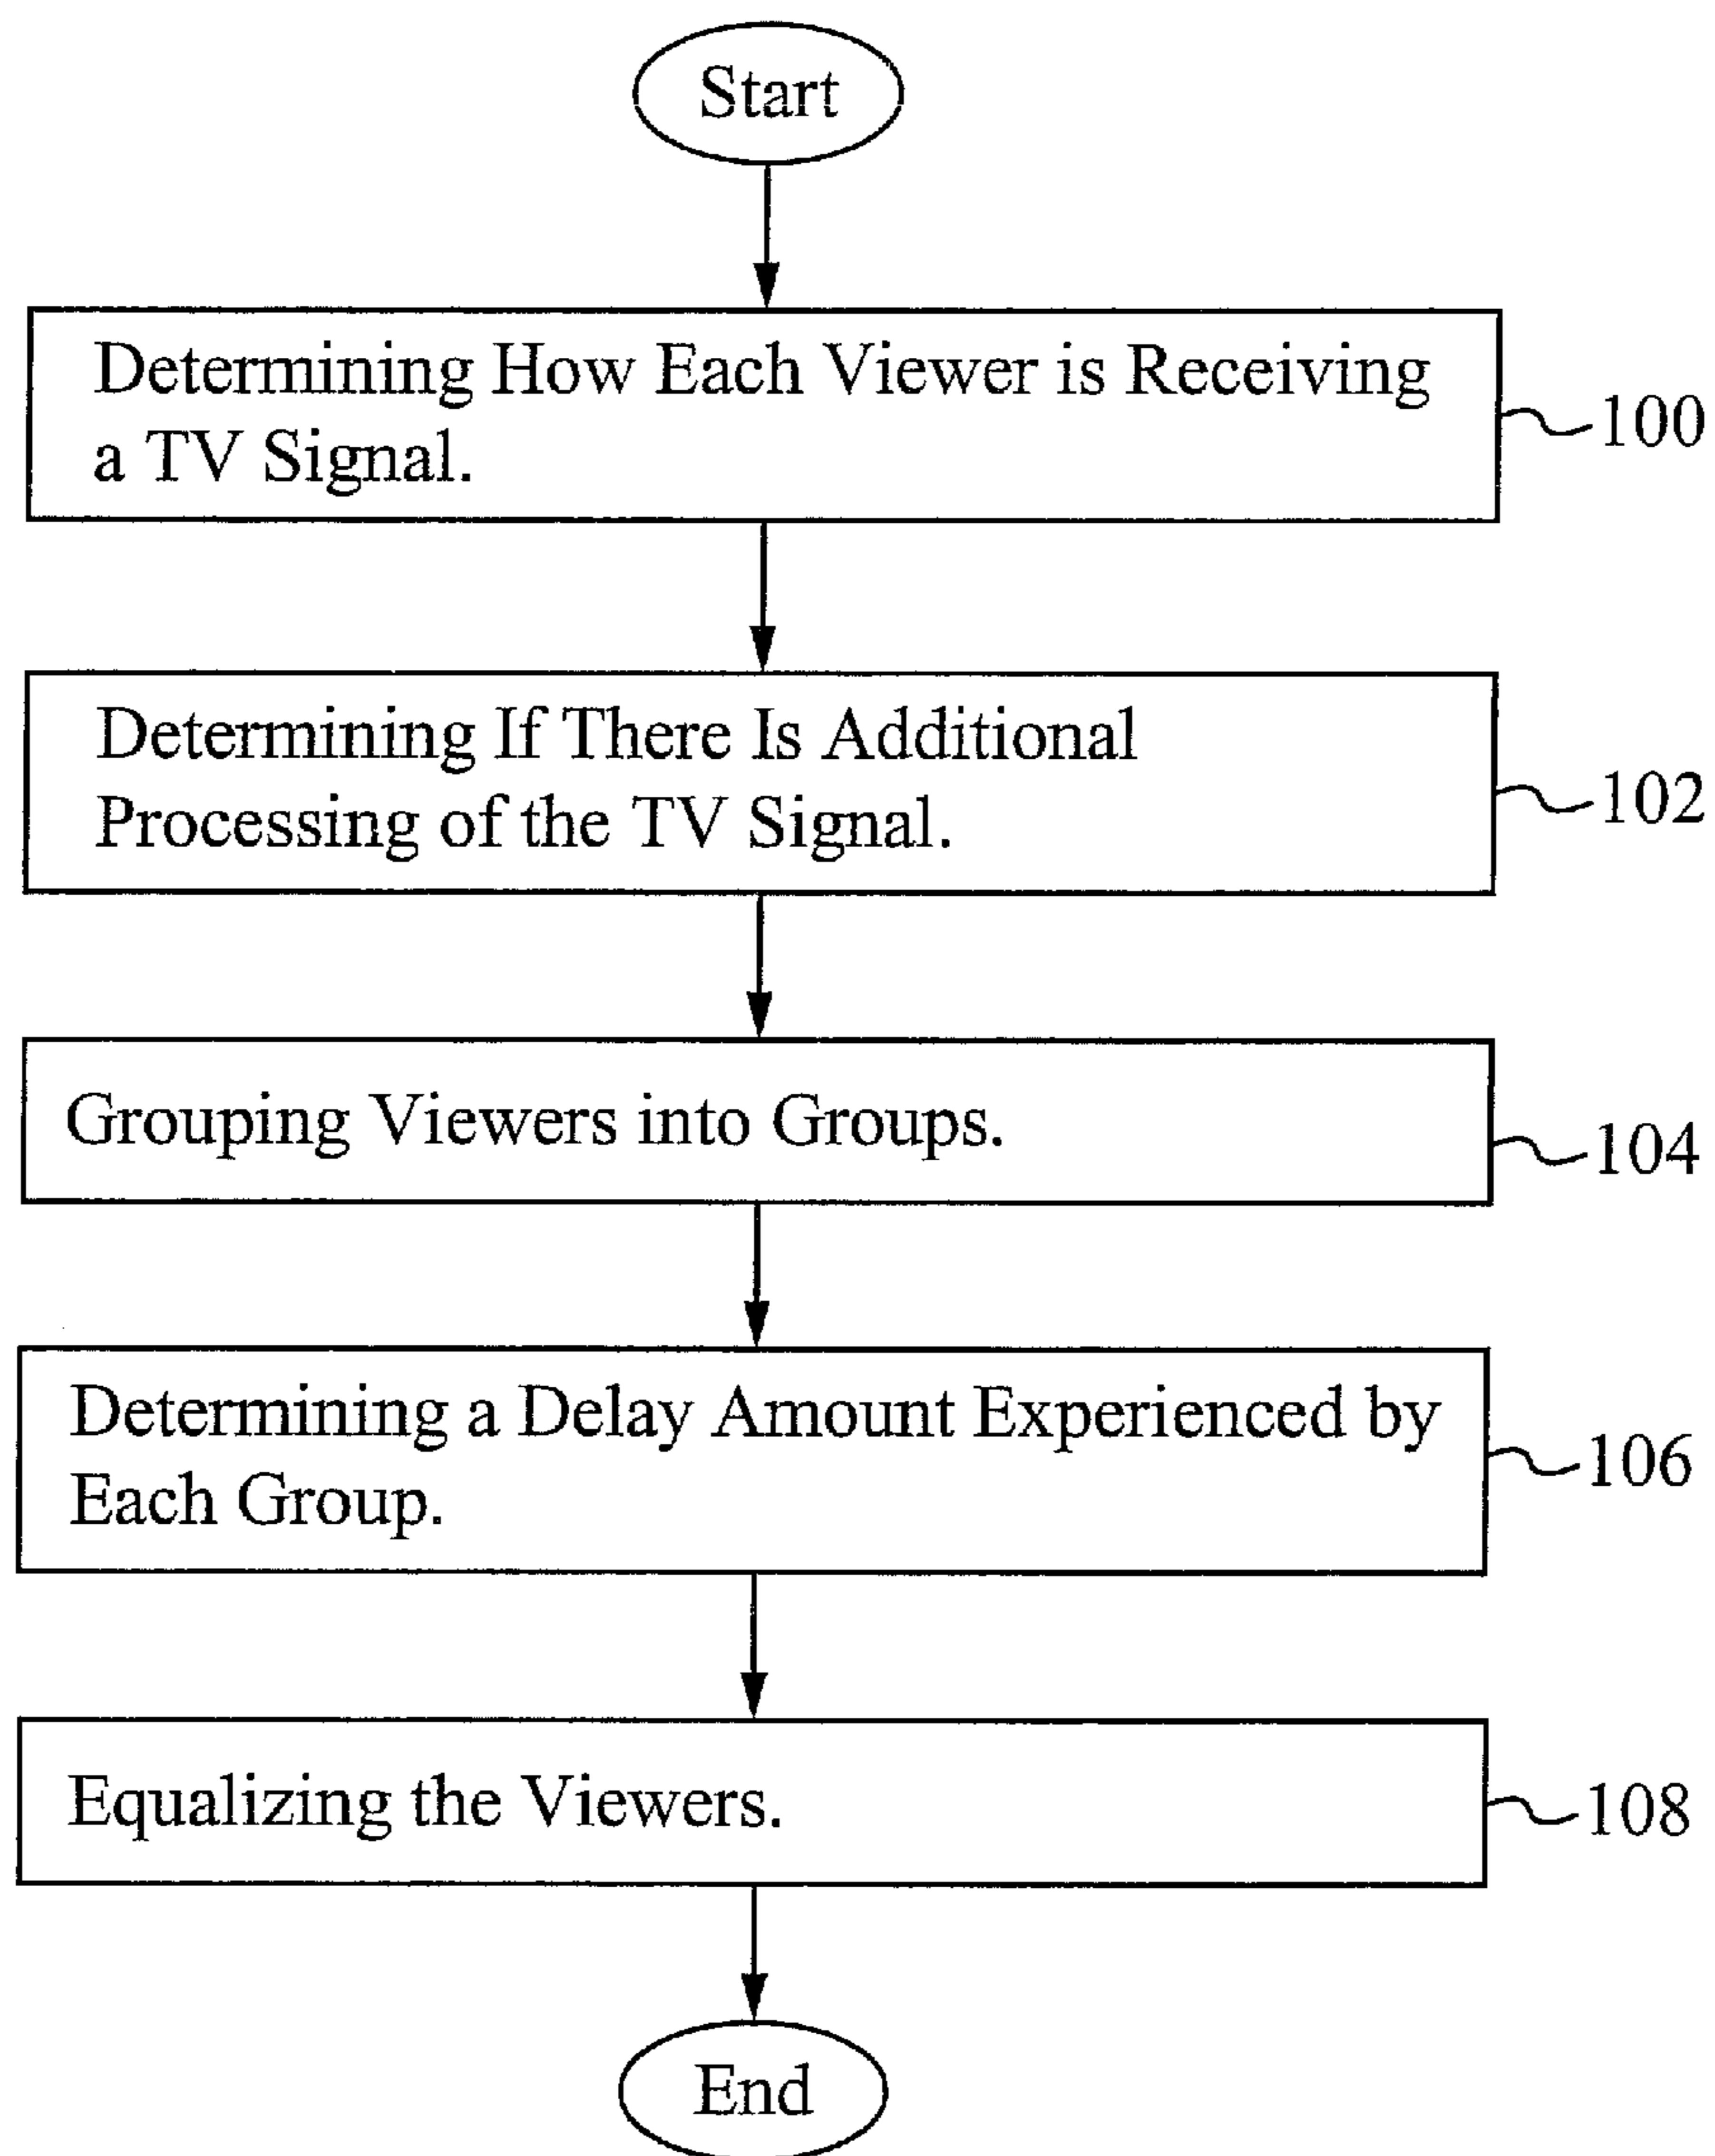 Start
Determining How Each Viewer is Receiving
a TV Signal.
100
Determining If There Is Additional
Processing of the TV Signal.
102
Grouping Viewers into Groups.
104
Determining a Delay Amount Experienced by
Each Group.
106
Equalizing the Viewers.
108
End